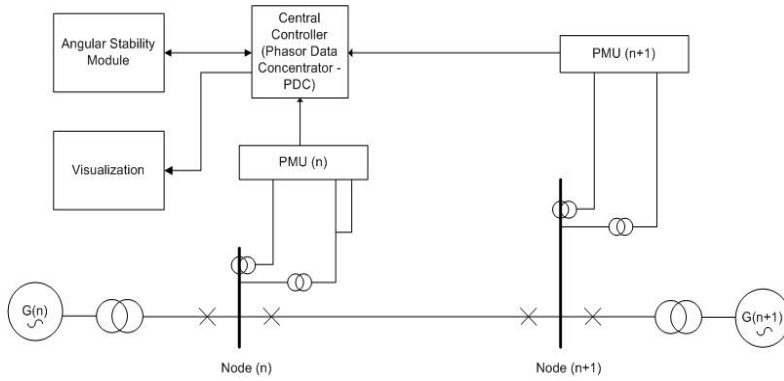 Central
Controller
(Phasor Data
Concentrator -
PDC)
Angular Stability
Module
PMU (n+1)
Visualization
PMU (n)
G(n)
G(n+1)
Node (n)
Node (n+1)